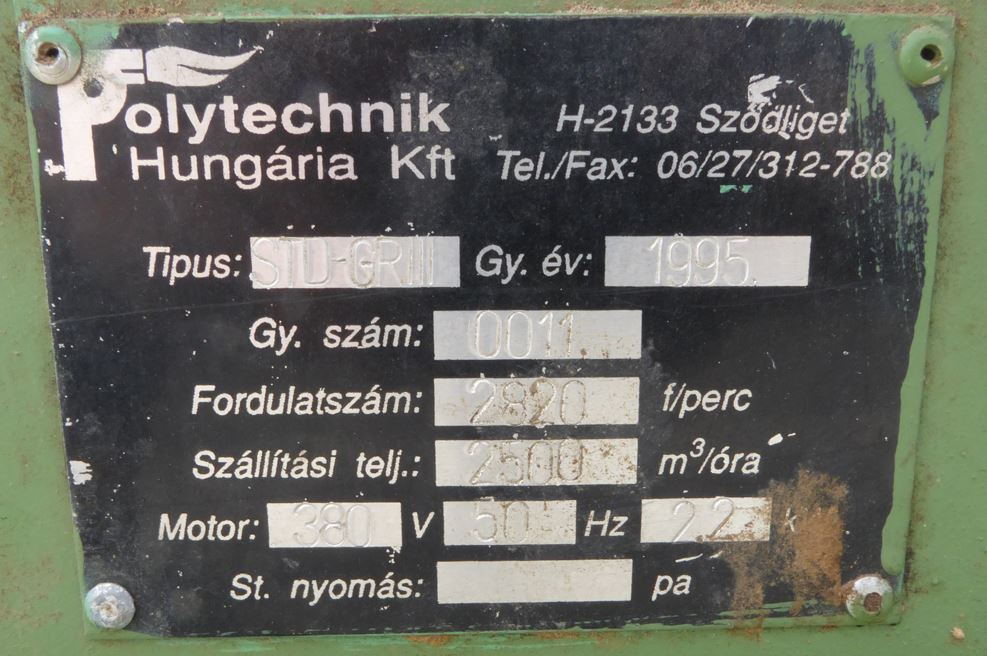 Polytechnik H-2133 Sződliget
Hungária Kft Tel./Fax: 06/27/312-788
Tipus: STD-GRIII Gy. év: 1995.
Gy. szám: 0011
Fordulatszám: 2820 f/perc
Szállítási telj.: 2500 m³/óra
Motor: 380 V 50 Hz 2.2 k
St. nyomás: pa